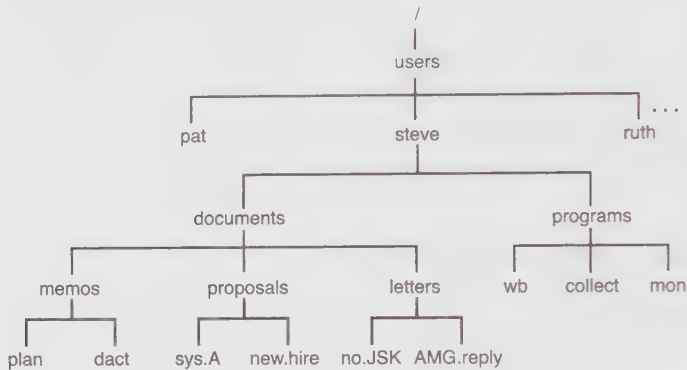 /
users
pat steve ruth ...
documents programs
memos proposals letters wb collect mon
plan dact sys.A new.hire no.JSK AMG.reply